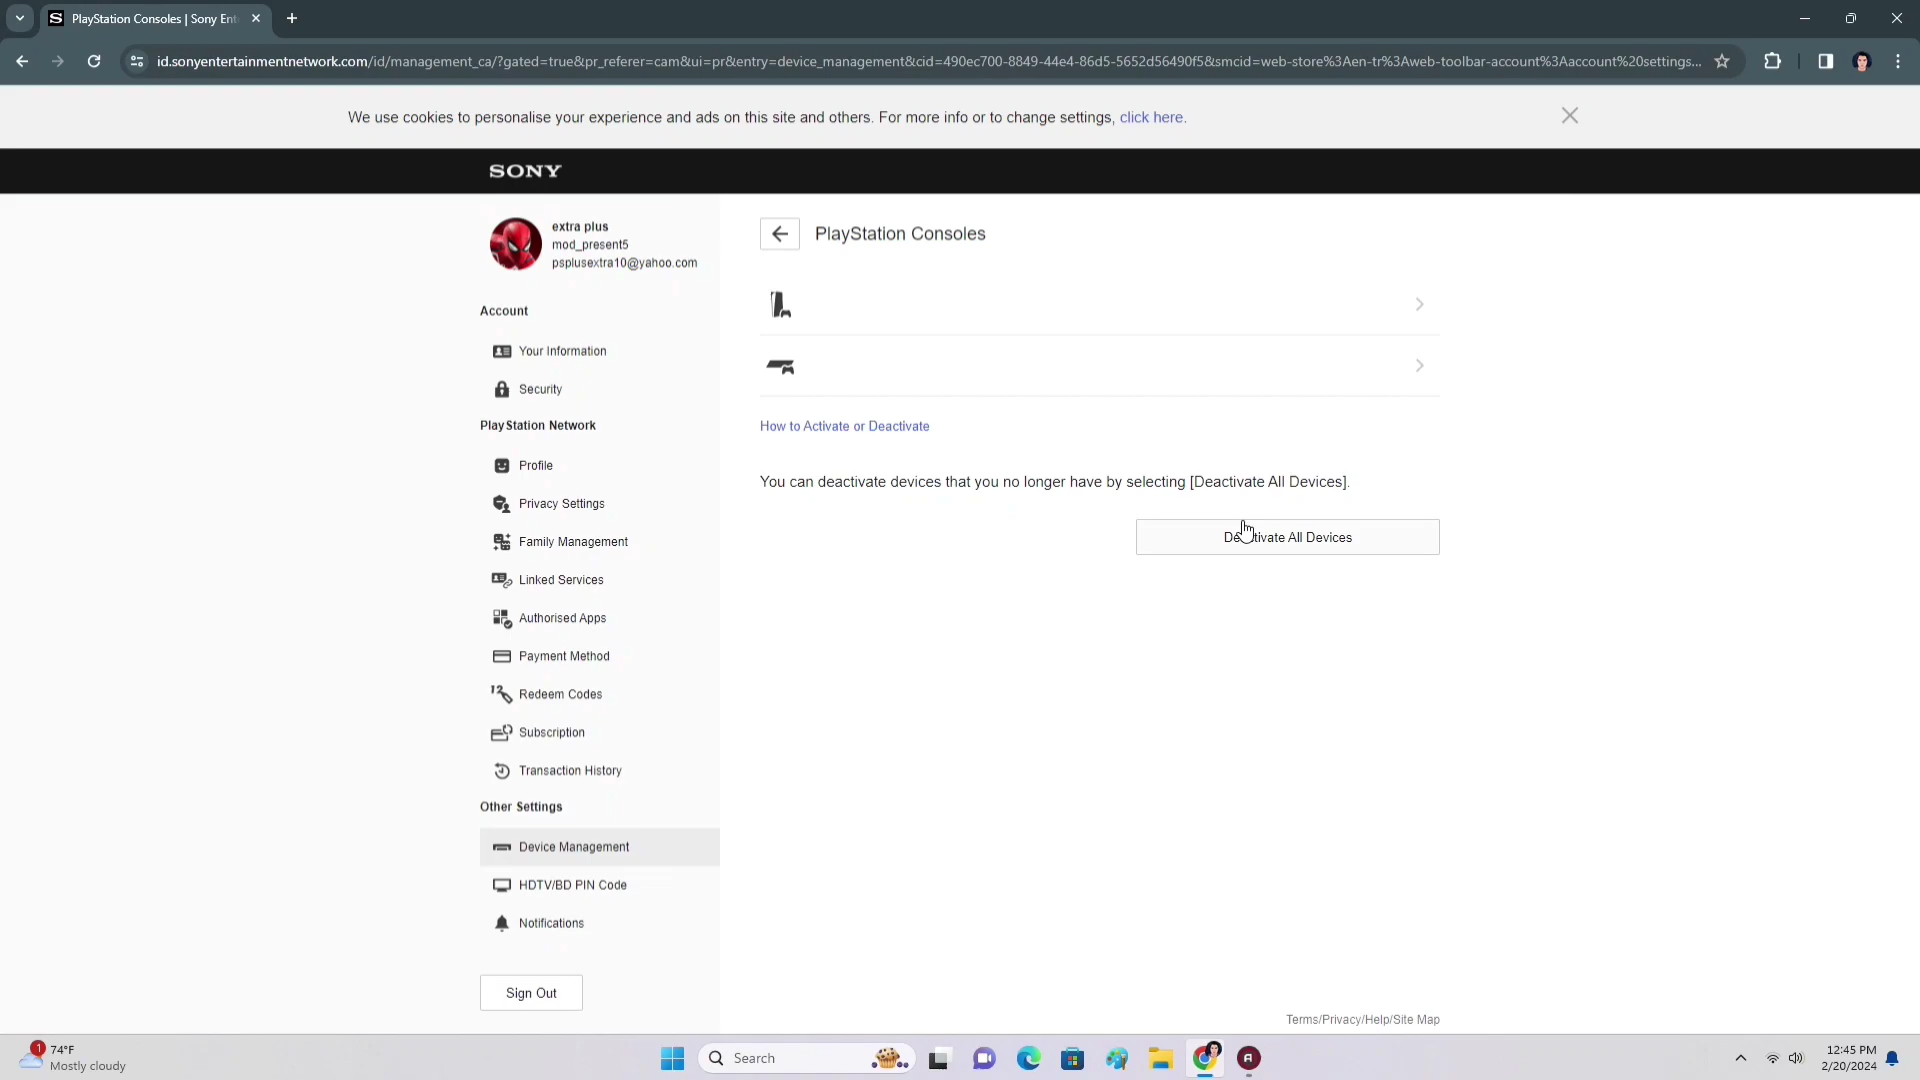 PlayStation Consoles | Sony Ent
id.sonyentertainmentnetwork.com/id/management_ca/?gated=true&pr_referer=cam&ui=pr&entry=device_management&cid=490ec700-8849-44e4-86d5-5652d56490f5&smcid=web-store%3Aen-tr%3Aweb-toolbar-account%3Aaccount%20settings...
We use cookies to personalise your experience and ads on this site and others. For more info or to change settings, click here.
SONY
extra plus
mod_present5
psplusextra10@yahoo.com
Account
Your Information
Security
PlayStation Network
Profile
Privacy Settings
Family Management
Linked Services
Authorised Apps
Payment Method
Redeem Codes
Subscription
Transaction History
Other Settings
Device Management
HDTV/BD PIN Code
Notifications
Sign Out
PlayStation Consoles
How to Activate or Deactivate
You can deactivate devices that you no longer have by selecting [Deactivate All Devices].
Deactivate All Devices
Terms/Privacy/Help/Site Map
1
74°F
Mostly cloudy
Search
12:45 PM
2/20/2024